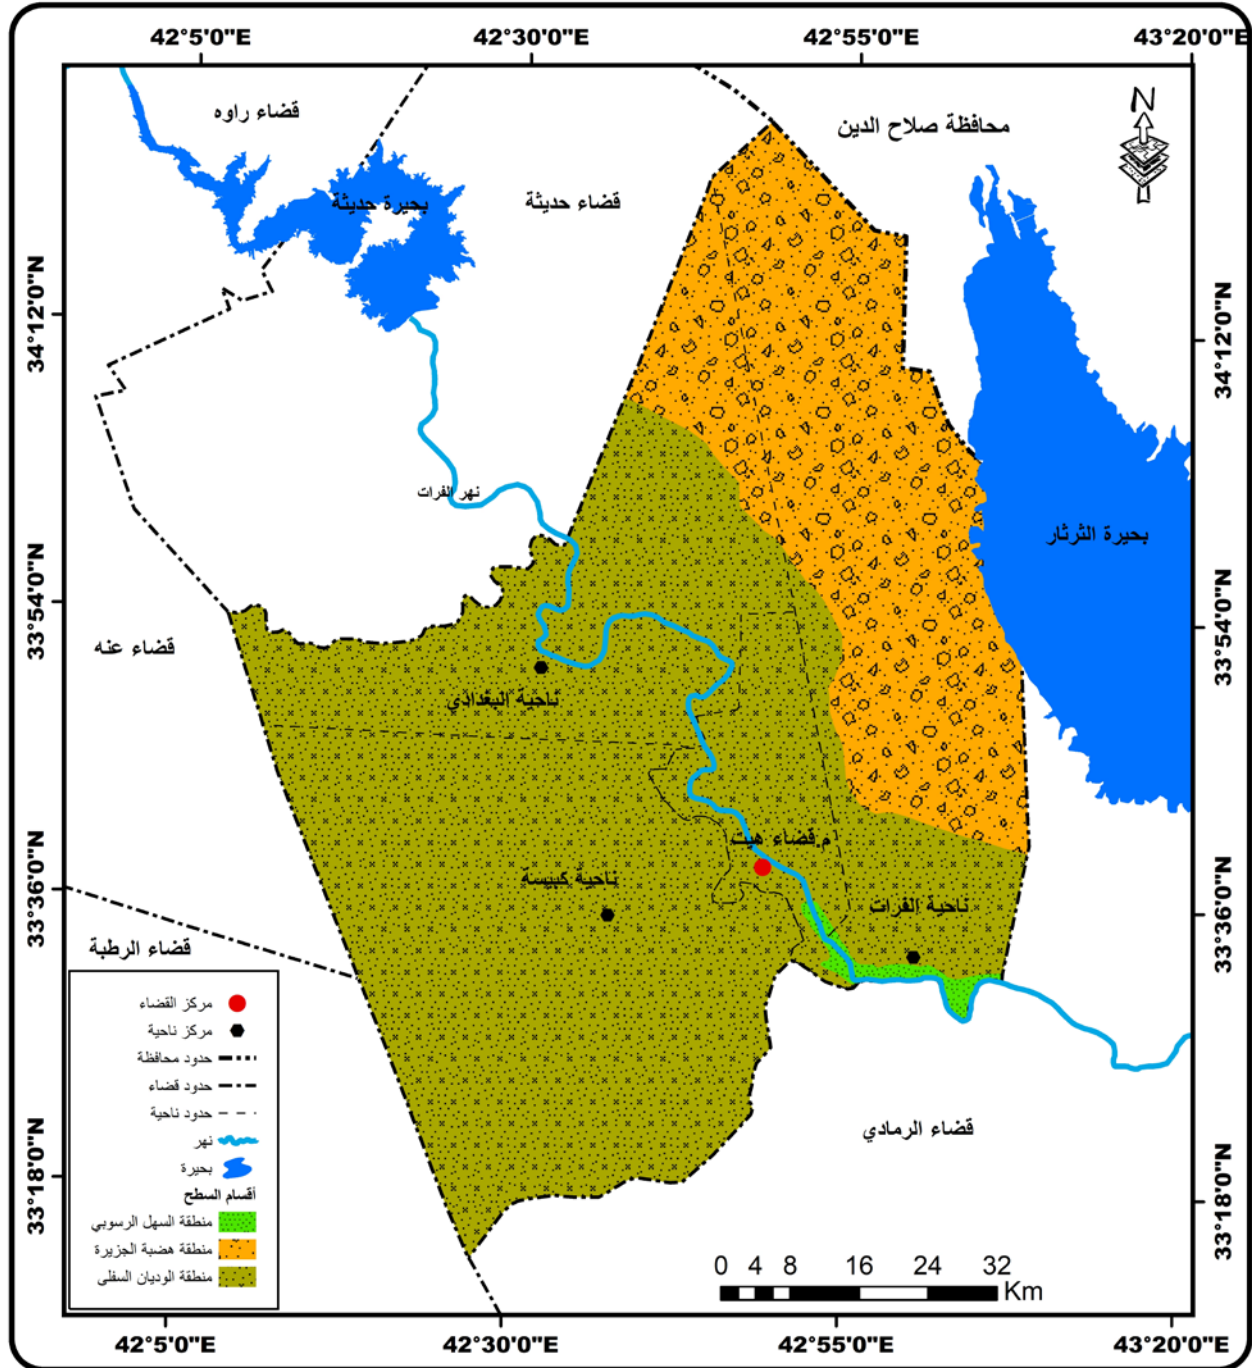 42°5'0"E 42°30'0"E 42°55'0"E 43°20'0"E
N
قضاء راوه
محافظة صلاح الدين
بحيرة حديثة
قضاء حديثة
34°12'0"N
34°12'0"N
نهر الفرات
بحيرة الثرثار
33°54'0"N
33°54'0"N
قضاء عنه
ناحية البغدادي
م.قضاء هيت
ناحية كبيسة
ناحية الفرات
33°36'0"N
33°36'0"N
قضاء الرطبة
مركز القضاء
مركز ناحية
حدود محافظة
حدود قضاء
حدود ناحية
نهر
بحيرة
أقسام السطح
منطقة السهل الرسوبي
منطقة هضبة الجزيرة
منطقة الوديان السفلى
قضاء الرمادي
33°18'0"N
33°18'0"N
0 4 8 16 24 32
Km
42°5'0"E 42°30'0"E 42°55'0"E 43°20'0"E